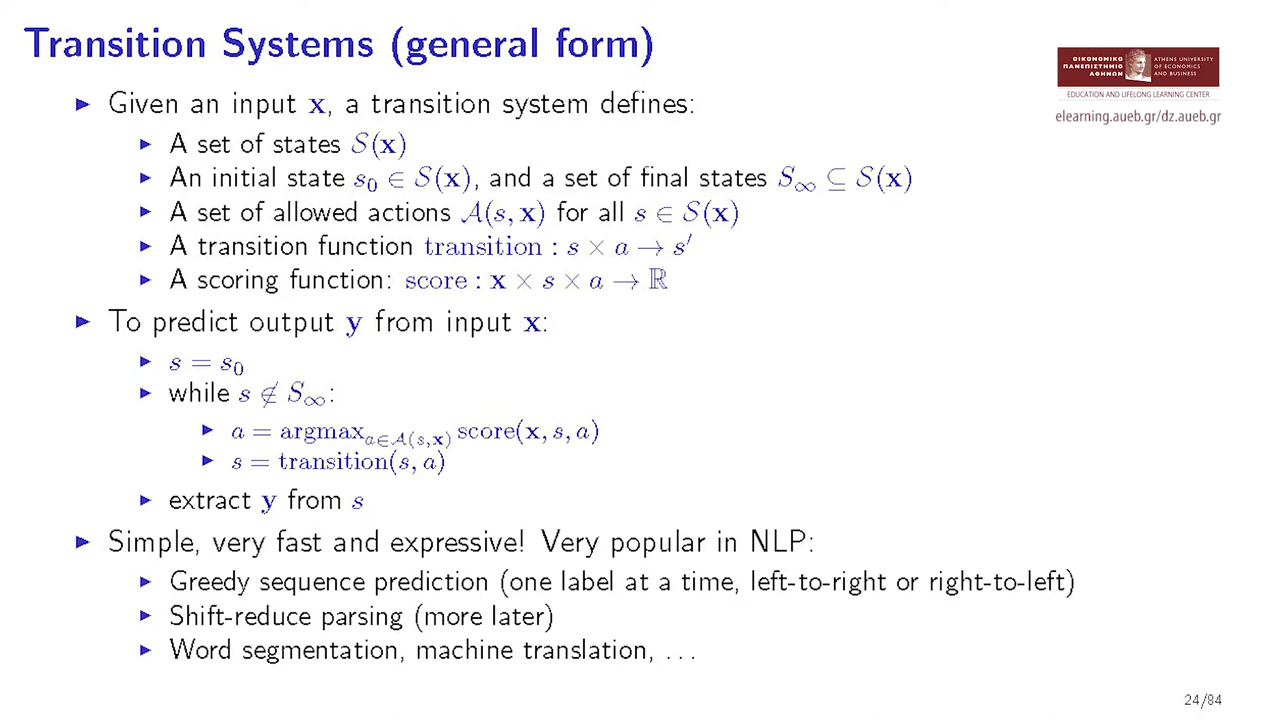 Transition Systems (general form)
ΟΙΚΟΝΟΜΙΚΟ
ΠΑΝΕΠΙΣΤΗΜΙΟ
ΑΘΗΝΩΝ
ATHENS UNIVERSITY
OF ECONOMICS
AND BUSINESS
EDUCATION AND LIFELONG LEARNING CENTER
elearning.aueb.gr/dz.aueb.gr
▶ Given an input x, a transition system defines:
▶ A set of states 𝒮(x)
▶ An initial state s₀ ∈ 𝒮(x), and a set of final states S∞ ⊆ 𝒮(x)
▶ A set of allowed actions 𝒜(s, x) for all s ∈ 𝒮(x)
▶ A transition function transition : s × a → s′
▶ A scoring function: score : x × s × a → ℝ
▶ To predict output y from input x:
▶ s = s₀
▶ while s ∉ S∞:
▶ a = argmax_{a∈𝒜(s,x)} score(x, s, a)
▶ s = transition(s, a)
▶ extract y from s
▶ Simple, very fast and expressive! Very popular in NLP:
▶ Greedy sequence prediction (one label at a time, left-to-right or right-to-left)
▶ Shift-reduce parsing (more later)
▶ Word segmentation, machine translation, . . .
24/84